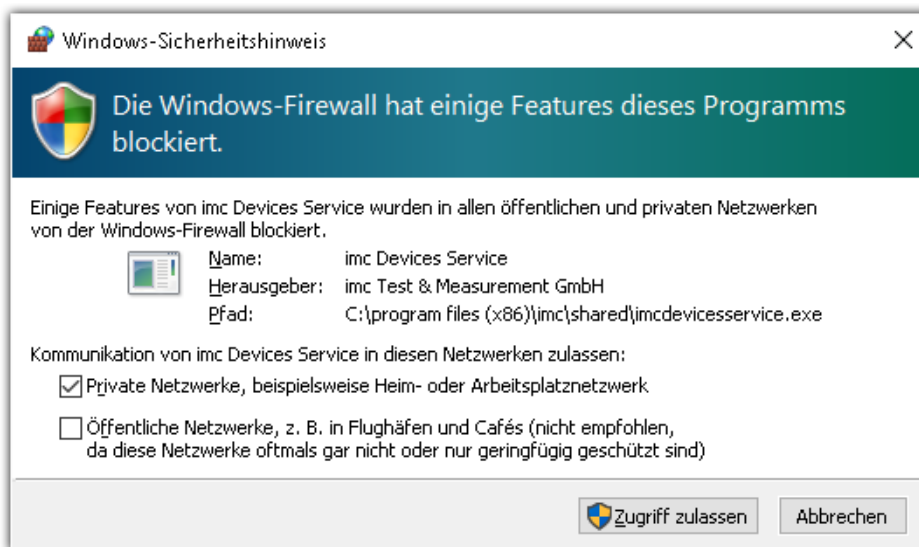 Windows-Sicherheitshinweis
Die Windows-Firewall hat einige Features dieses Programms
blockiert.
Einige Features von imc Devices Service wurden in allen öffentlichen und privaten Netzwerken
von der Windows-Firewall blockiert.
Name: imc Devices Service
Herausgeber: imc Test & Measurement GmbH
Pfad: C:\program files (x86)\imc\shared\imcdevicesservice.exe
Kommunikation von imc Devices Service in diesen Netzwerken zulassen:
Private Netzwerke, beispielsweise Heim- oder Arbeitsplatznetzwerk
Öffentliche Netzwerke, z. B. in Flughäfen und Cafés (nicht empfohlen,
da diese Netzwerke oftmals gar nicht oder nur geringfügig geschützt sind)
Zugriff zulassen Abbrechen